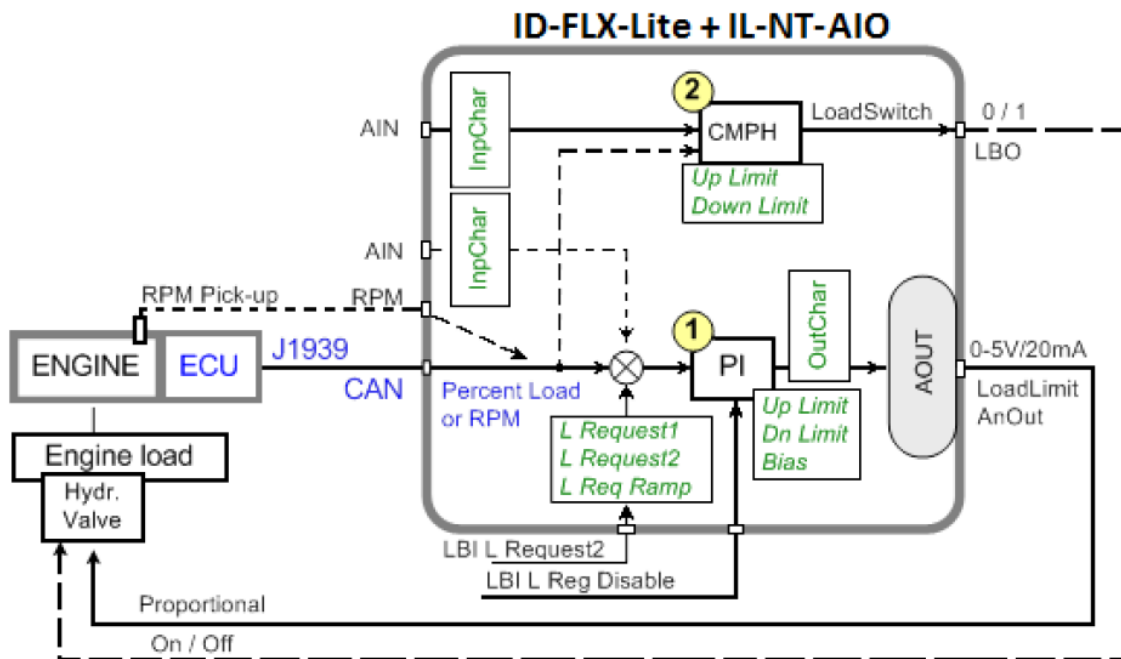 ID-FLX-Lite + IL-NT-AIO
2
AIN
InpChar
CMPH
LoadSwitch
0 / 1
LBO
Up Limit
Down Limit
AIN
InpChar
RPM Pick-up
RPM
1
OutChar
ENGINE
ECU
J1939
CAN
Percent Load
or RPM
PI
AOUT
0-5V/20mA
LoadLimit
AnOut
L Request1
L Request2
L Req Ramp
Up Limit
Dn Limit
Bias
Engine load
Hydr.
Valve
LBI L Request2
LBI L Reg Disable
Proportional
On / Off